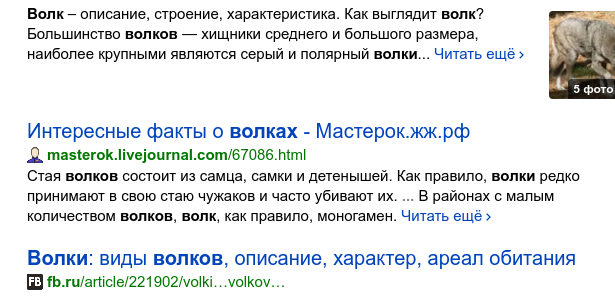 Волк – описание, строение, характеристика. Как выглядит волк?
Большинство волков — хищники среднего и большого размера,
наиболее крупными являются серый и полярный волки... Читать ещё ›
5 фото
Интересные факты о волках - Мастерок.жж.рф
masterok.livejournal.com/67086.html
Стая волков состоит из самца, самки и детенышей. Как правило, волки редко
принимают в свою стаю чужаков и часто убивают их. ... В районах с малым
количеством волков, волк, как правило, моногамен. Читать ещё ›
Волки: виды волков, описание, характер, ареал обитания
FB fb.ru/article/221902/volki…volkov…